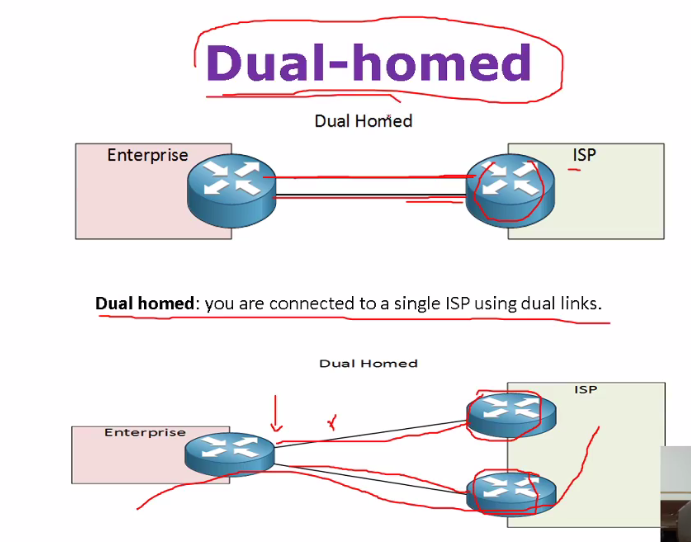 Dual-homed
Dual Homed
Enterprise
ISP
Dual homed: you are connected to a single ISP using dual links.
Dual Homed
ISP
Enterprise